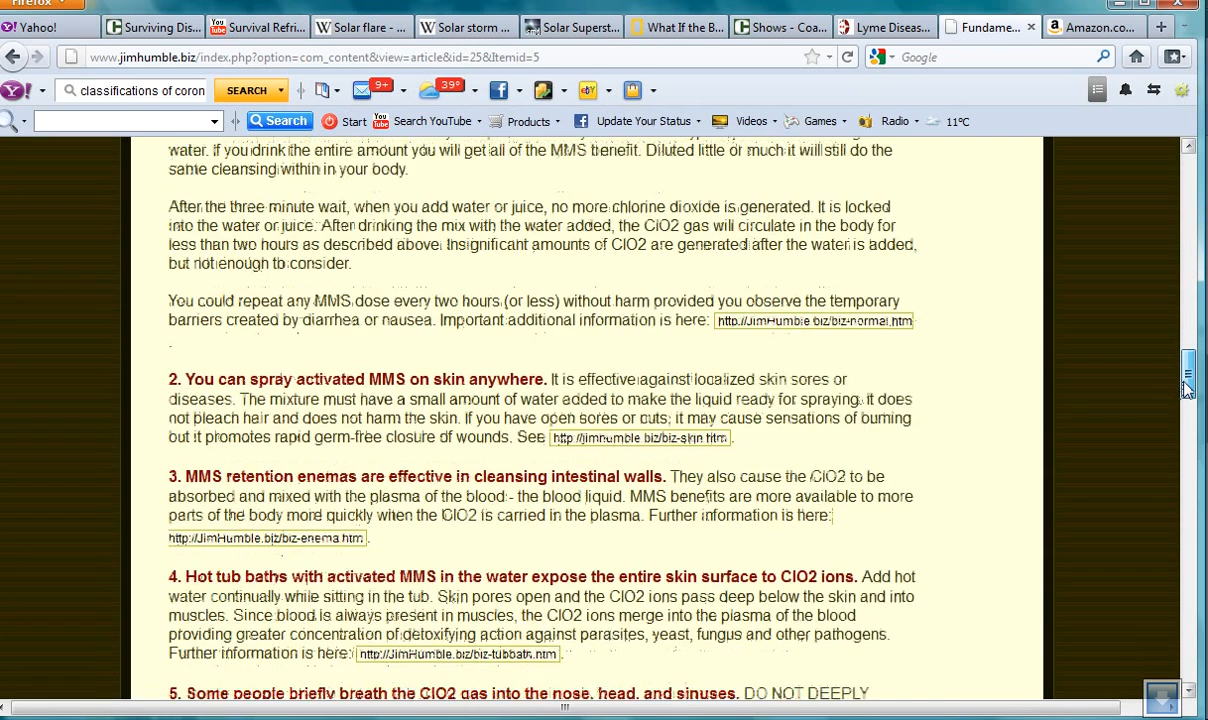 Firefox
Yahoo!
Surviving Dis...
Survival Refri...
Solar flare - ...
Solar storm ...
Solar Superst...
What If the B...
Shows - Coa...
Lyme Diseas...
Fundame...
Amazon.co...
www.jimhumble.biz/index.php?option=com_content&view=article&id=25&Itemid=5
Google
classifications of coron
SEARCH
9+
39°
Search
Start
Search YouTube
Products
Update Your Status
Videos
Games
Radio
11°C
water. If you drink the entire amount you will get all of the MMS benefit. Diluted little or much it will still do the
same cleansing within in your body.
After the three minute wait, when you add water or juice, no more chlorine dioxide is generated. It is locked
into the water or juice. After drinking the mix with the water added, the ClO2 gas will circulate in the body for
less than two hours as described above. Insignificant amounts of ClO2 are generated after the water is added,
but not enough to consider.
You could repeat any MMS dose every two hours (or less) without harm provided you observe the temporary
barriers created by diarrhea or nausea. Important additional information is here: http://JimHumble.biz/biz-normal.htm
.
2. You can spray activated MMS on skin anywhere. It is effective against localized skin sores or
diseases. The mixture must have a small amount of water added to make the liquid ready for spraying. it does
not bleach hair and does not harm the skin. If you have open sores or cuts; it may cause sensations of burning
but it promotes rapid germ-free closure of wounds. See http://jimhumble.biz/biz-skin.htm.
3. MMS retention enemas are effective in cleansing intestinal walls. They also cause the ClO2 to be
absorbed and mixed with the plasma of the blood - the blood liquid. MMS benefits are more available to more
parts of the body more quickly when the ClO2 is carried in the plasma. Further information is here:
http://JimHumble.biz/biz-enema.htm.
4. Hot tub baths with activated MMS in the water expose the entire skin surface to ClO2 ions. Add hot
water continually while sitting in the tub. Skin pores open and the ClO2 ions pass deep below the skin and into
muscles. Since blood is always present in muscles, the ClO2 ions merge into the plasma of the blood
providing greater concentration of detoxifying action against parasites, yeast, fungus and other pathogens.
Further information is here: http://JimHumble.biz/biz-tubbath.htm.
5. Some people briefly breath the ClO2 gas into the nose, head, and sinuses. DO NOT DEEPLY